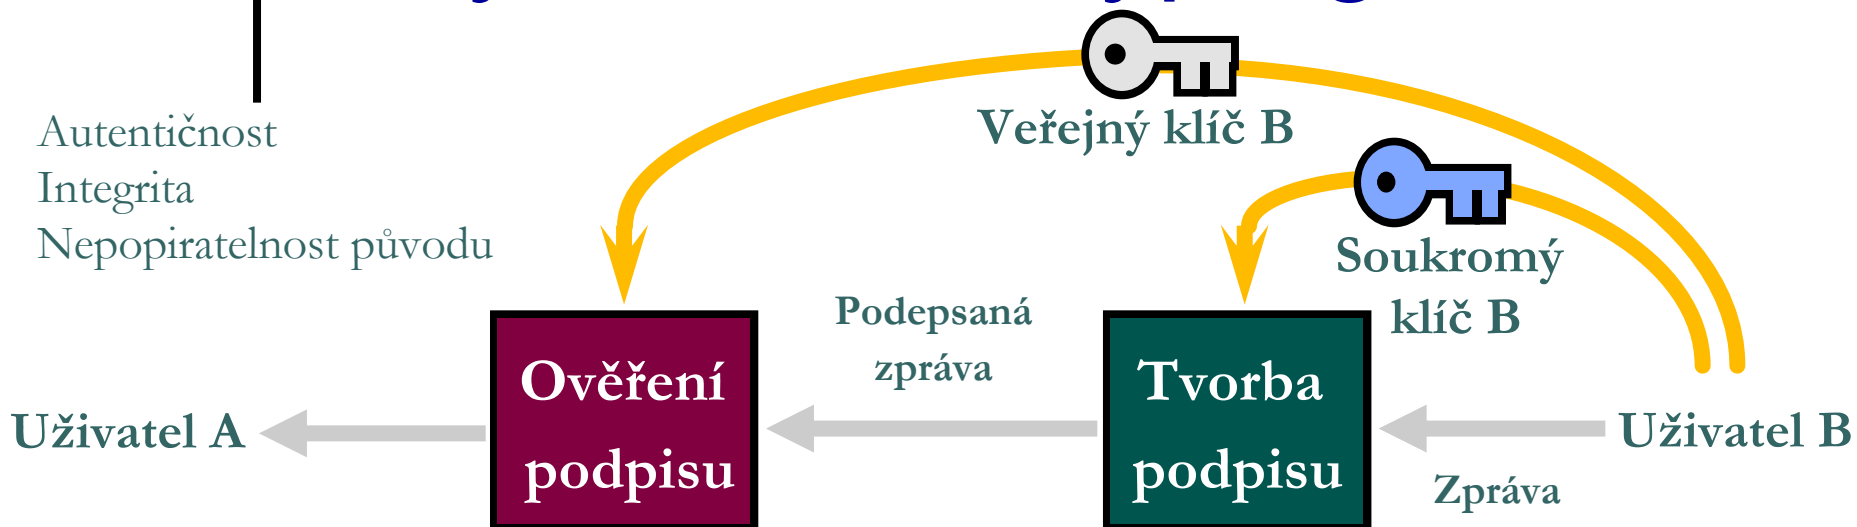 Autentičnost
Integrita
Nepopiratelnost původu
Veřejný klíč B
Soukromý
klíč B
Podepsaná
zpráva
Ověření
podpisu
Tvorba
podpisu
Uživatel A
Uživatel B
Zpráva